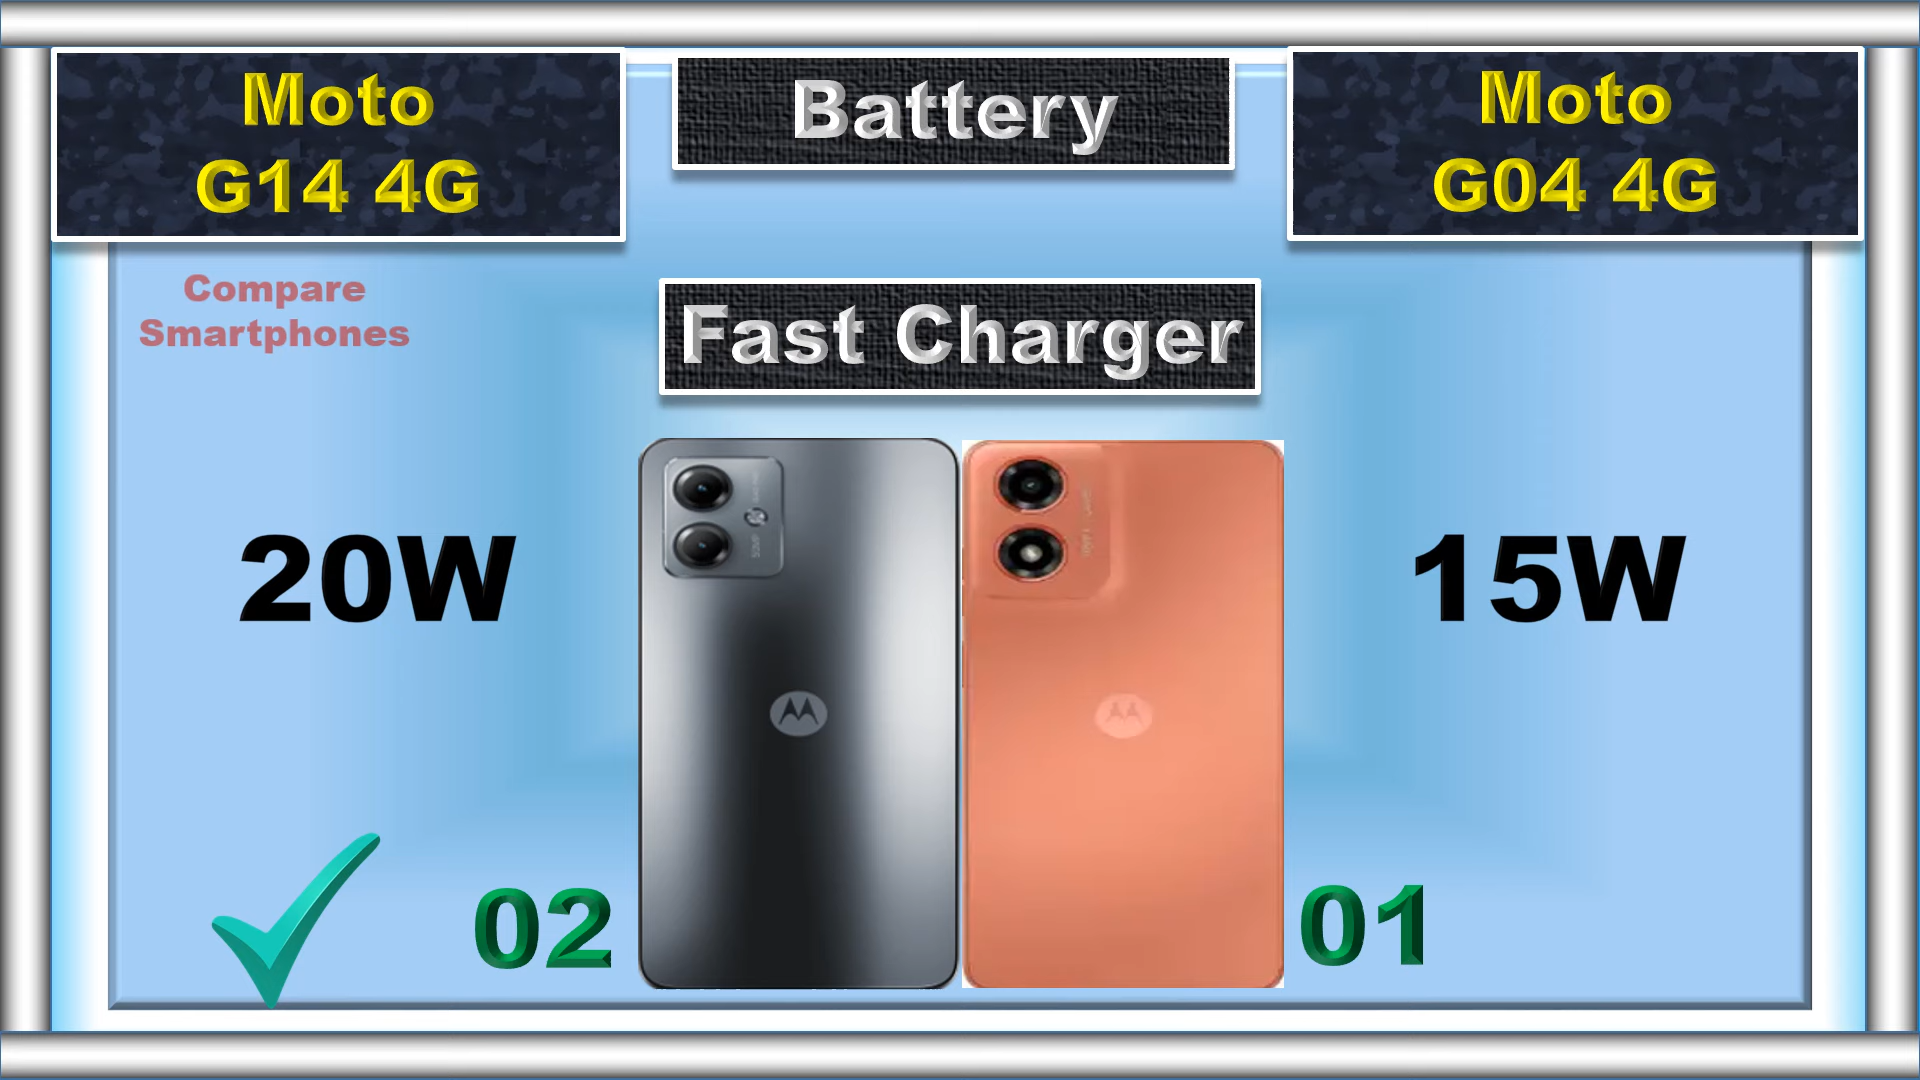 Moto
G14 4G
Battery
Moto
G04 4G
Compare
Smartphones
Fast Charger
20W
15W
02
01